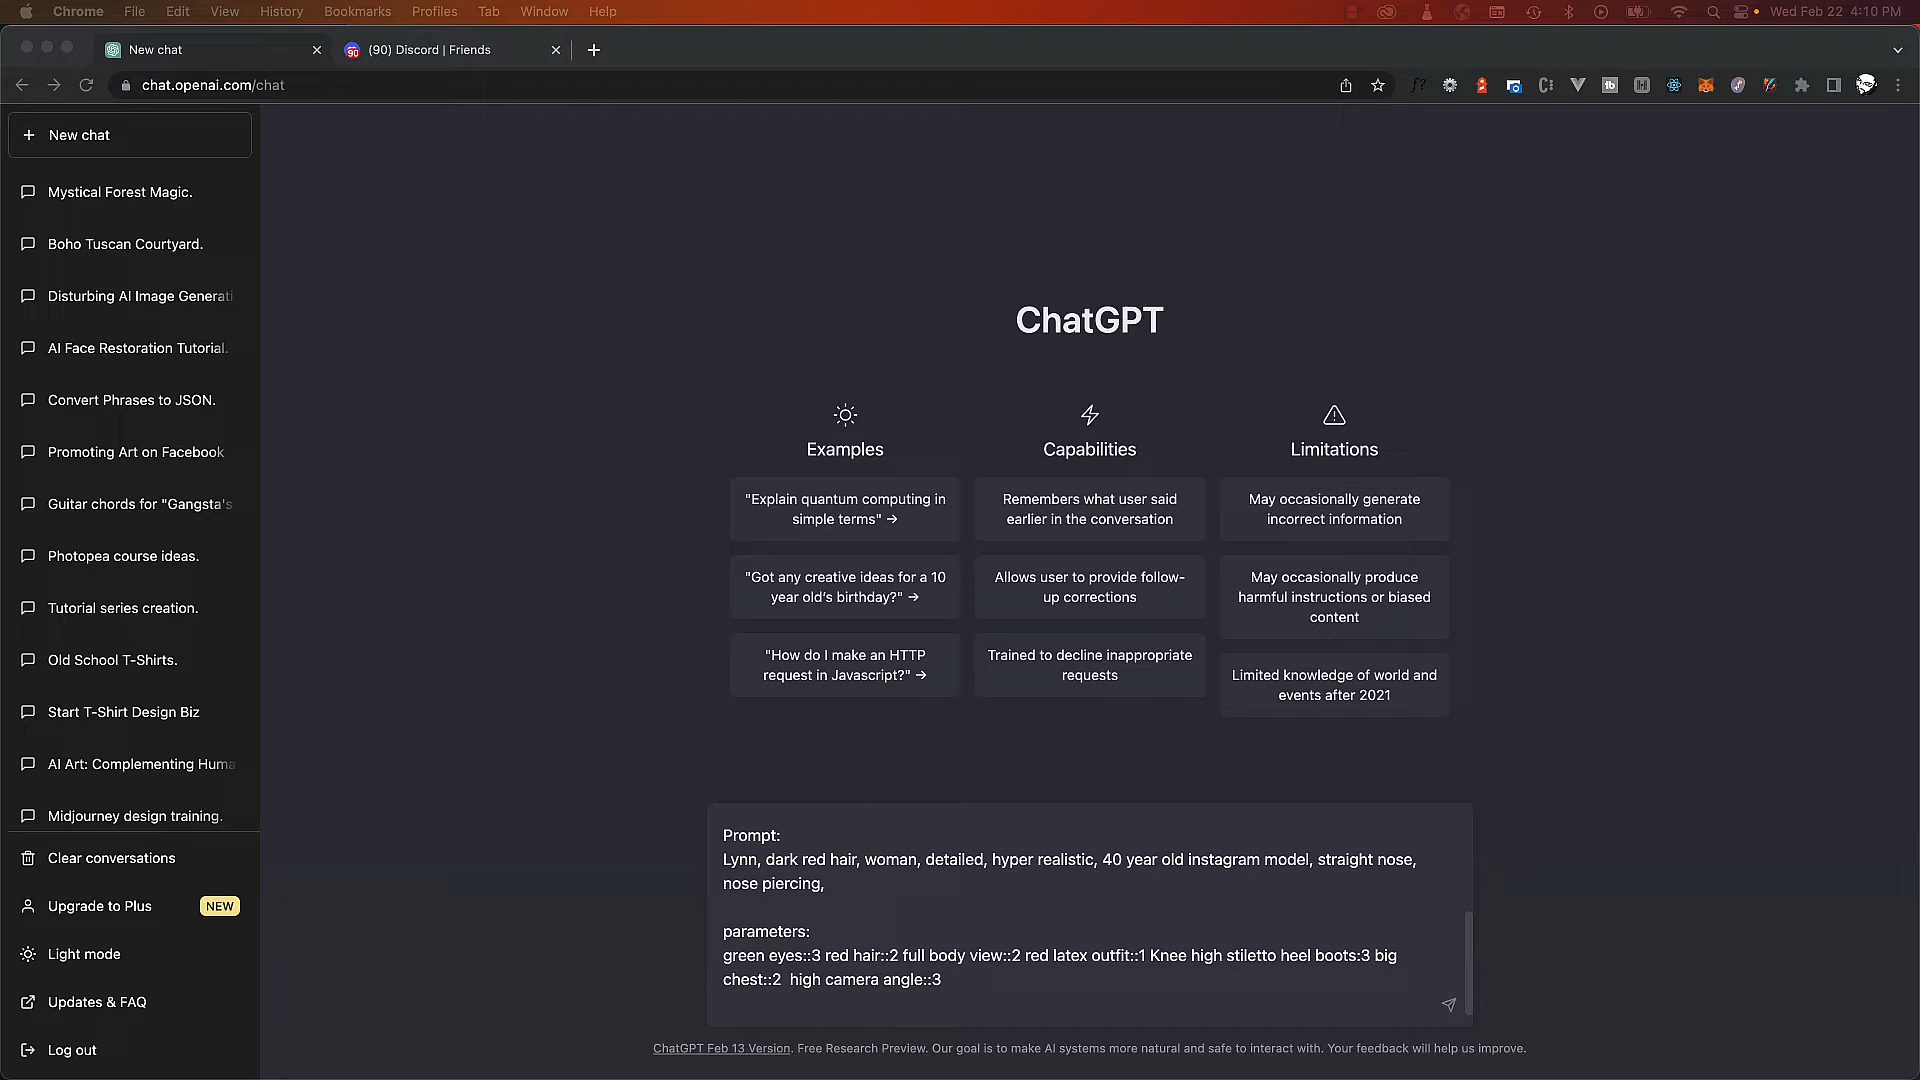 Chrome File Edit View History Bookmarks Profiles Tab Window Help Wed Feb 22 4:10 PM
New chat (90) Discord | Friends
chat.openai.com/chat
New chat
Mystical Forest Magic.
Boho Tuscan Courtyard.
Disturbing AI Image Generati
AI Face Restoration Tutorial.
Convert Phrases to JSON.
Promoting Art on Facebook
Guitar chords for "Gangsta's
Photopea course ideas.
Tutorial series creation.
Old School T-Shirts.
Start T-Shirt Design Biz
AI Art: Complementing Huma
Midjourney design training.
Clear conversations
Upgrade to Plus NEW
Light mode
Updates & FAQ
Log out
ChatGPT
Examples
"Explain quantum computing in
simple terms" →
"Got any creative ideas for a 10
year old's birthday?" →
"How do I make an HTTP
request in Javascript?" →
Capabilities
Remembers what user said
earlier in the conversation
Allows user to provide follow-
up corrections
Trained to decline inappropriate
requests
Limitations
May occasionally generate
incorrect information
May occasionally produce
harmful instructions or biased
content
Limited knowledge of world and
events after 2021
Prompt:
Lynn, dark red hair, woman, detailed, hyper realistic, 40 year old instagram model, straight nose,
nose piercing,
parameters:
green eyes::3 red hair::2 full body view::2 red latex outfit::1 Knee high stiletto heel boots:3 big
chest::2  high camera angle::3
ChatGPT Feb 13 Version. Free Research Preview. Our goal is to make AI systems more natural and safe to interact with. Your feedback will help us improve.